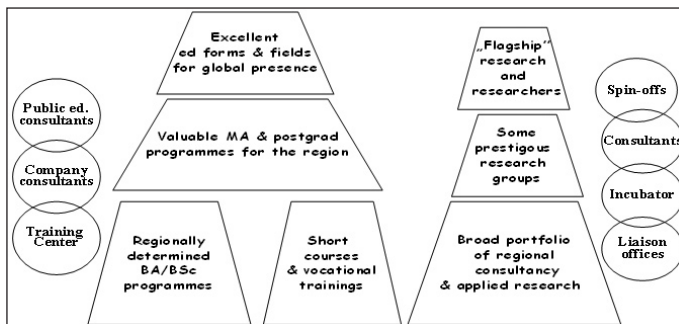 Excellent
ed forms & fields
for global presence
„Flagship”
research
and
researchers
Public ed.
consultants
Valuable MA & postgrad
programmes for the region
Some
prestigous
research
groups
Spin-offs
Consultants
Company
consultants
Incubator
Training
Center
Regionally
determined
BA/BSc
programmes
Short
courses
& vocational
trainings
Broad portfolio
of regional
consultancy
& applied research
Liaison
offices